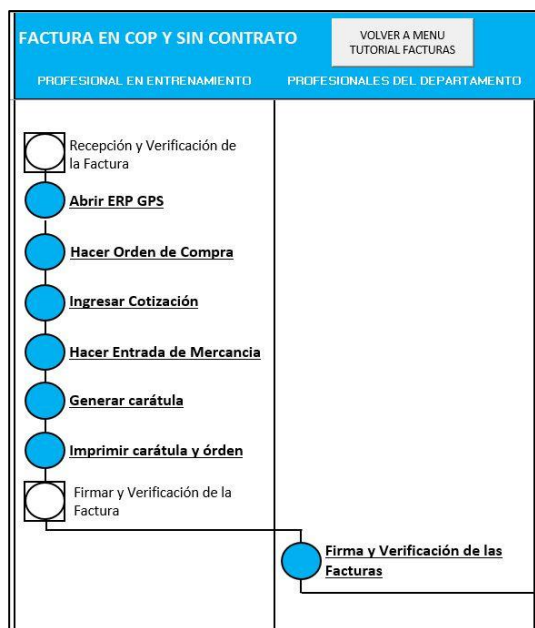 FACTURA EN COP Y SIN CONTRATO
VOLVER A MENU
TUTORIAL FACTURAS
PROFESIONAL EN ENTRENAMIENTO
PROFESIONALES DEL DEPARTAMENTO
Recepción y Verificación de
la Factura
Abrir ERP GPS
Hacer Orden de Compra
Ingresar Cotización
Hacer Entrada de Mercancia
Generar carátula
Imprimir carátula y órden
Firmar y Verificación de la
Factura
Firma y Verificación de las
Facturas